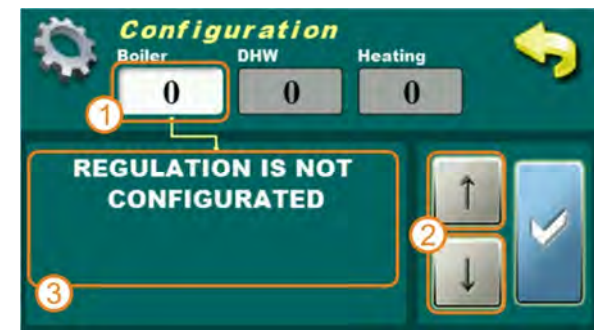 Configuration
Boiler DHW Heating
0 0 0
1
REGULATION IS NOT
CONFIGURATED
↑
2
↓
3